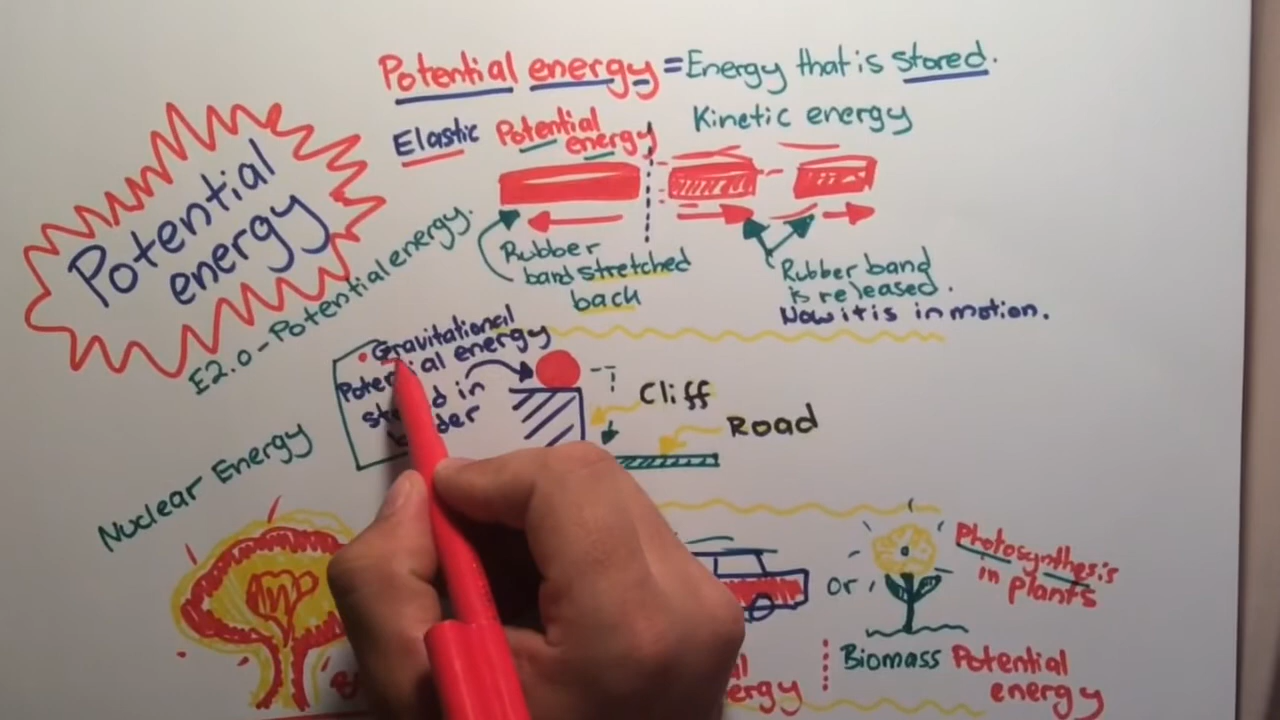 Potential energy = Energy that is stored.
Elastic Potential energy
Kinetic energy
Potential
energy
Rubber
band stretched
back
Rubber band
is released.
Now it is in motion.
E2.0 - Potential energy.
Gravitational
Potential energy
in
Cliff
Road
Nuclear Energy
or
Photosynthesis
in plants
Biomass Potential
energy